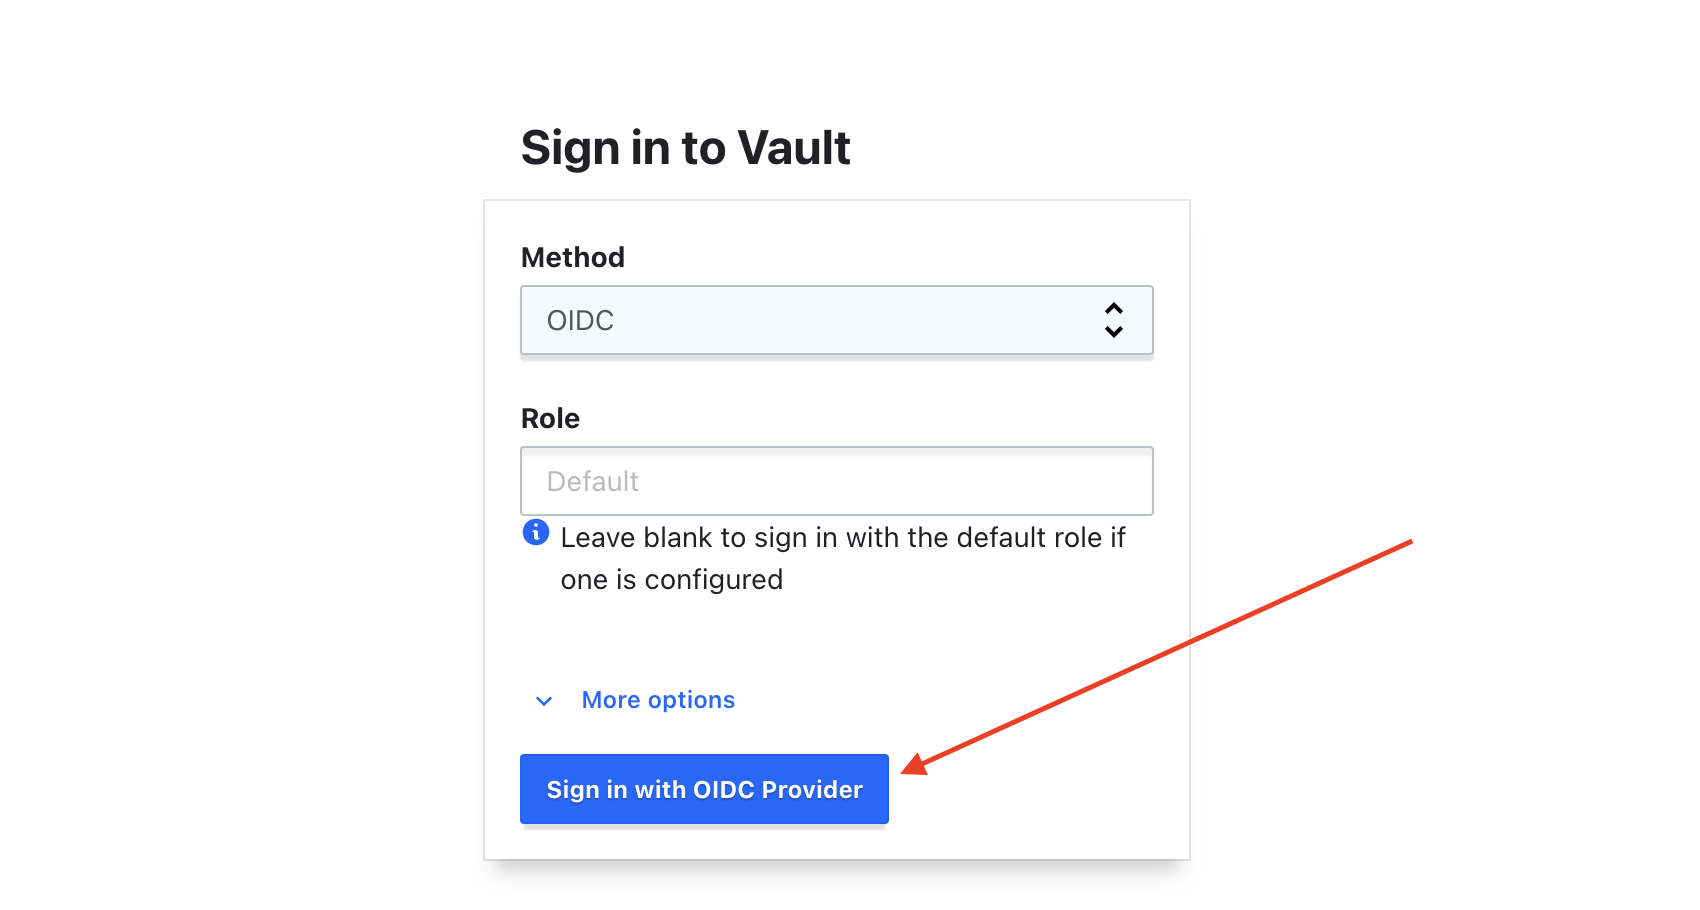 Sign in to Vault
Method
OIDC
Role
Default
Leave blank to sign in with the default role if
one is configured
More options
Sign in with OIDC Provider